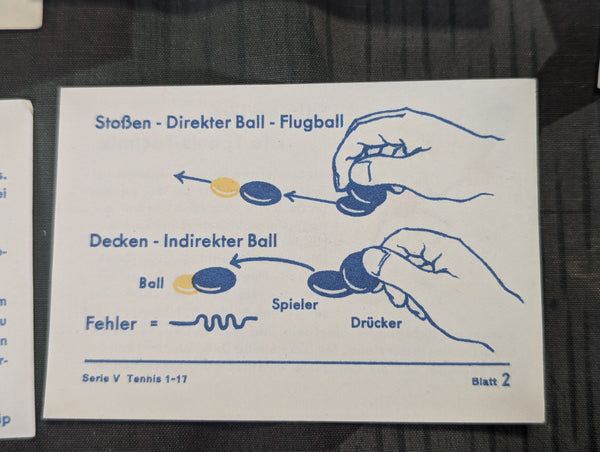 Stoßen - Direkter Ball - Flugball
Decken - Indirekter Ball
Ball
Spieler
Fehler =
Drücker
Serie V Tennis 1-17
Blatt 2